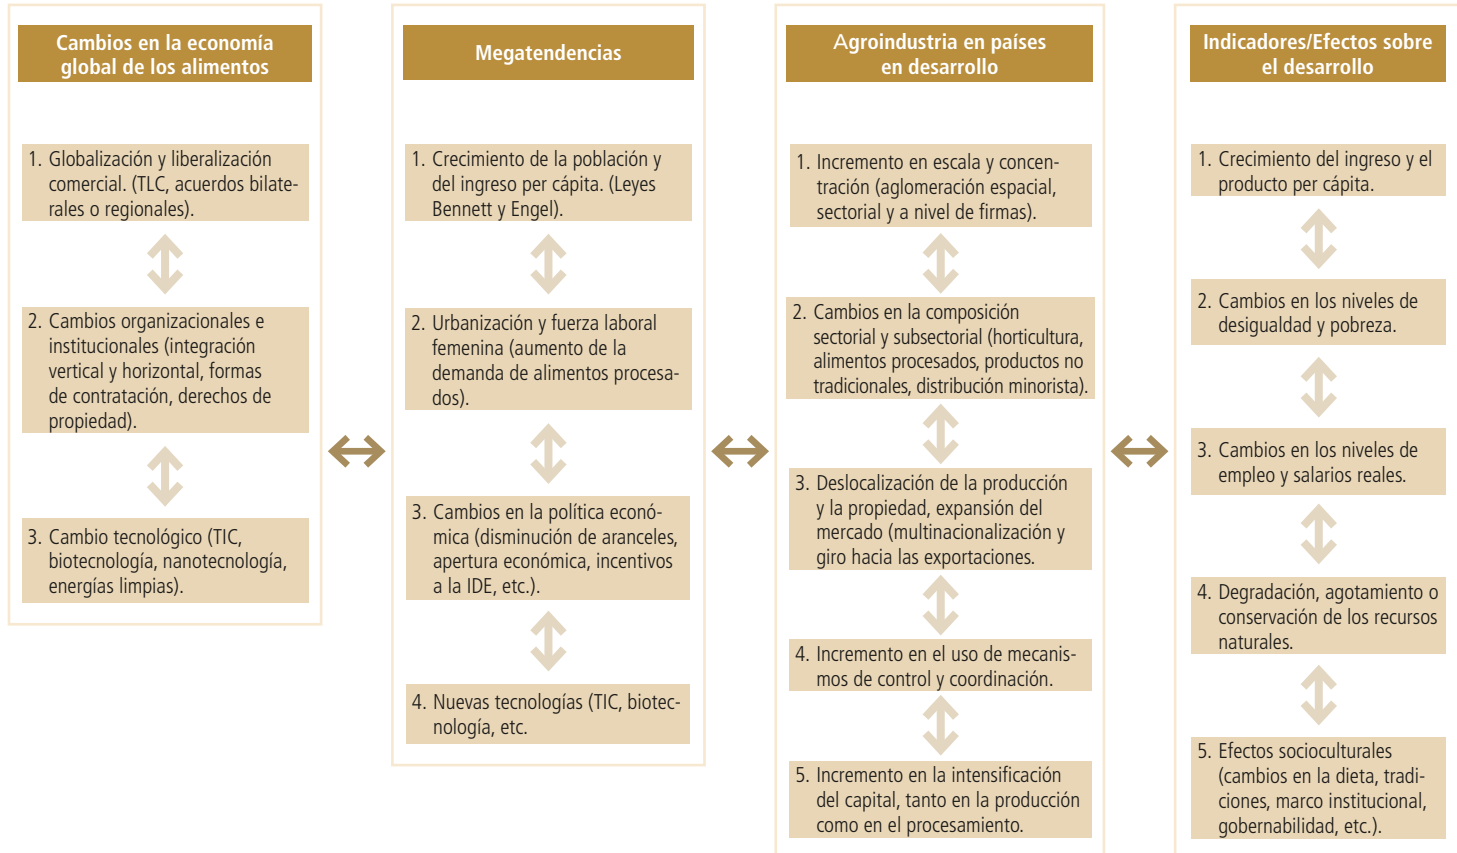 Cambios en la economía
global de los alimentos
1. Globalización y liberalización
comercial. (TLC, acuerdos bilate-
rales o regionales).
2. Cambios organizacionales e
institucionales (integración
vertical y horizontal, formas
de contratación, derechos de
propiedad).
3. Cambio tecnológico (TIC,
biotecnología, nanotecnología,
energías limpias).
Megatendencias
1. Crecimiento de la población y
del ingreso per cápita. (Leyes
Bennett y Engel).
2. Urbanización y fuerza laboral
femenina (aumento de la
demanda de alimentos procesa-
dos).
3. Cambios en la política econó-
mica (disminución de aranceles,
apertura económica, incentivos
a la IDE, etc.).
4. Nuevas tecnologías (TIC, biotec-
nología, etc.
Agroindustria en países
en desarrollo
1. Incremento en escala y concen-
tración (aglomeración espacial,
sectorial y a nivel de firmas).
2. Cambios en la composición
sectorial y subsectorial (horticultura,
alimentos procesados, productos no
tradicionales, distribución minorista).
3. Deslocalización de la producción
y la propiedad, expansión del
mercado (multinacionalización y
giro hacia las exportaciones.
4. Incremento en el uso de mecanis-
mos de control y coordinación.
5. Incremento en la intensificación
del capital, tanto en la producción
como en el procesamiento.
Indicadores/Efectos sobre
el desarrollo
1. Crecimiento del ingreso y el
producto per cápita.
2. Cambios en los niveles de
desigualdad y pobreza.
3. Cambios en los niveles de
empleo y salarios reales.
4. Degradación, agotamiento o
conservación de los recursos
naturales.
5. Efectos socioculturales
(cambios en la dieta, tradi-
ciones, marco institucional,
gobernabilidad, etc.).